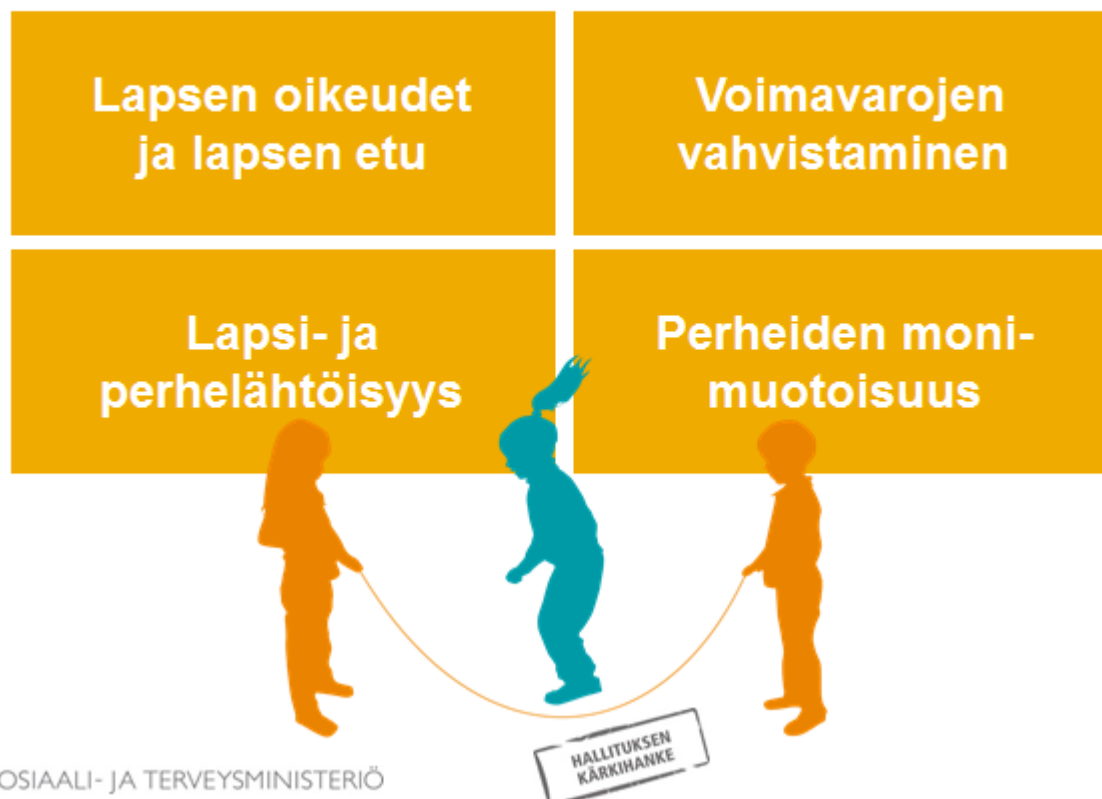 Lapsen oikeudet
ja lapsen etu
Voimavarojen
vahvistaminen
Lapsi- ja
perhelähtöisyys
Perheiden moni-
muotoisuus
HALLITUKSEN
KÄRKIHANKE
OSIAALI- JA TERVEYSMINISTERIÖ